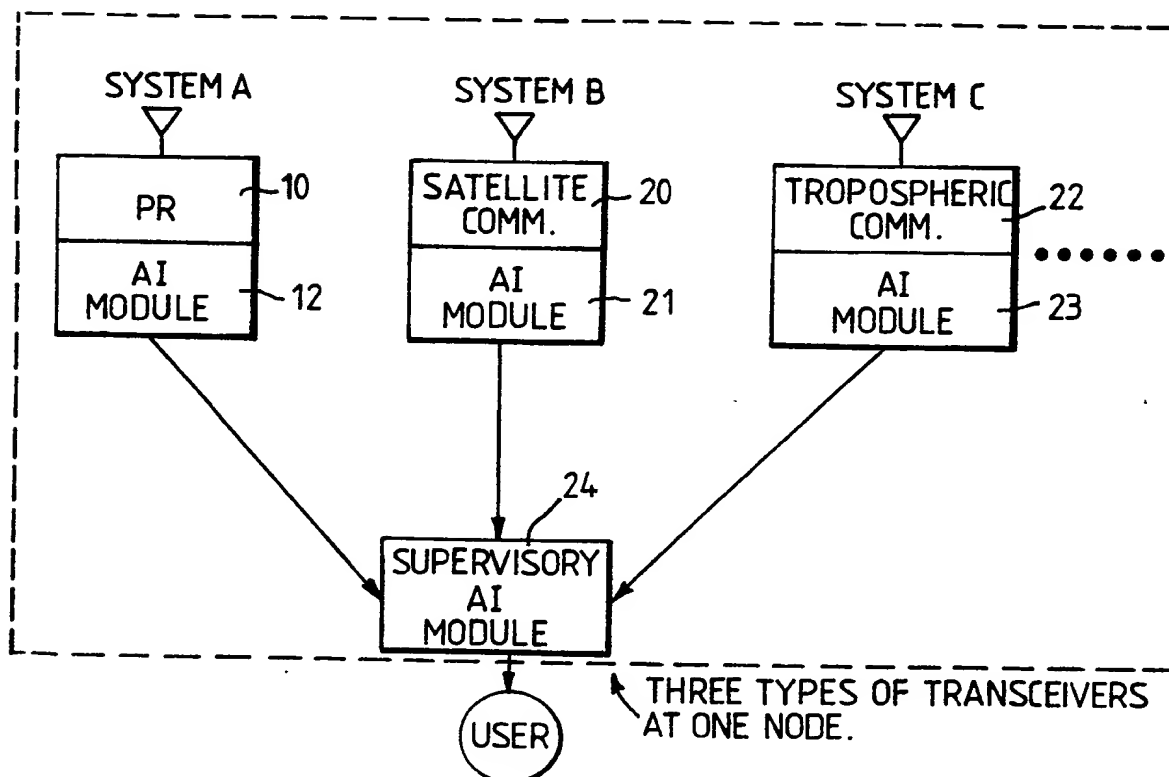 SYSTEM A
SYSTEM B
SYSTEM C
PR
10
SATELLITE
COMM.
20
TROPOSPHERIC
COMM.
22
AI
MODULE
12
AI
MODULE
21
AI
MODULE
23
24
SUPERVISORY
AI
MODULE
THREE TYPES OF TRANSCEIVERS
AT ONE NODE.
USER